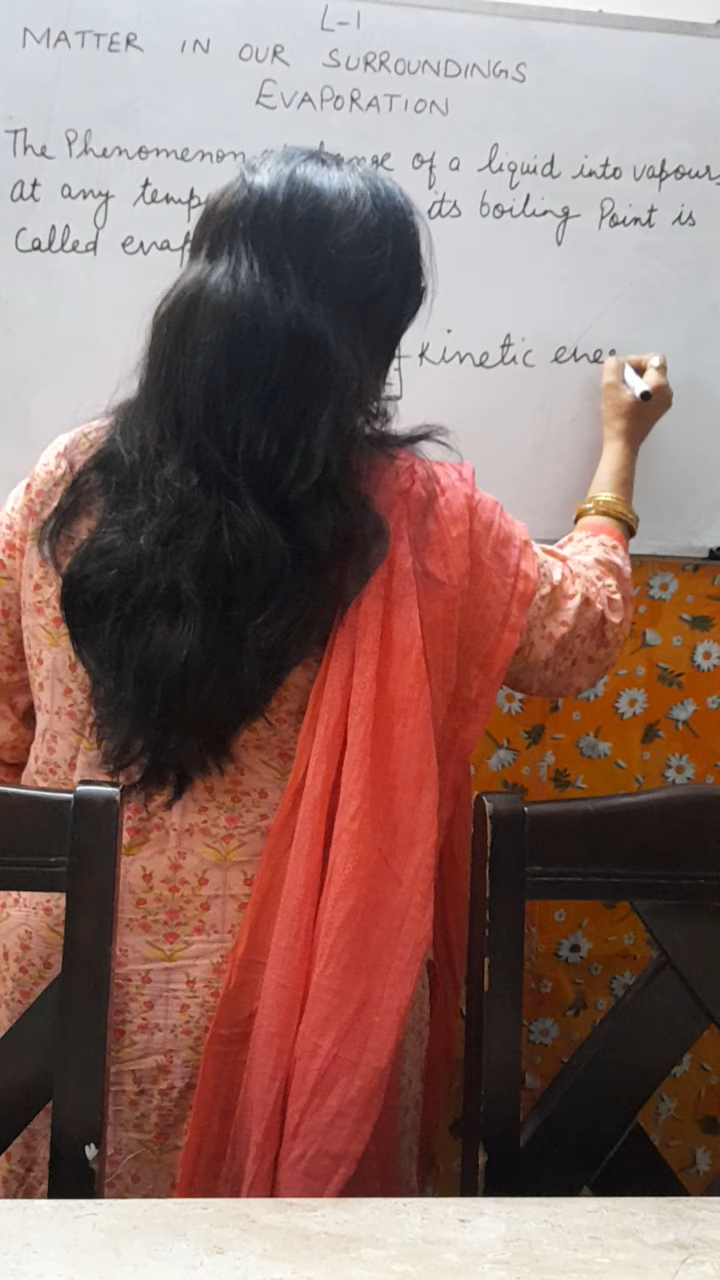 L-1
MATTER IN OUR SURROUNDINGS
EVAPORATION
The Phenomenon of a liquid into vapours
at any its boiling Point is
Called
Kinetic